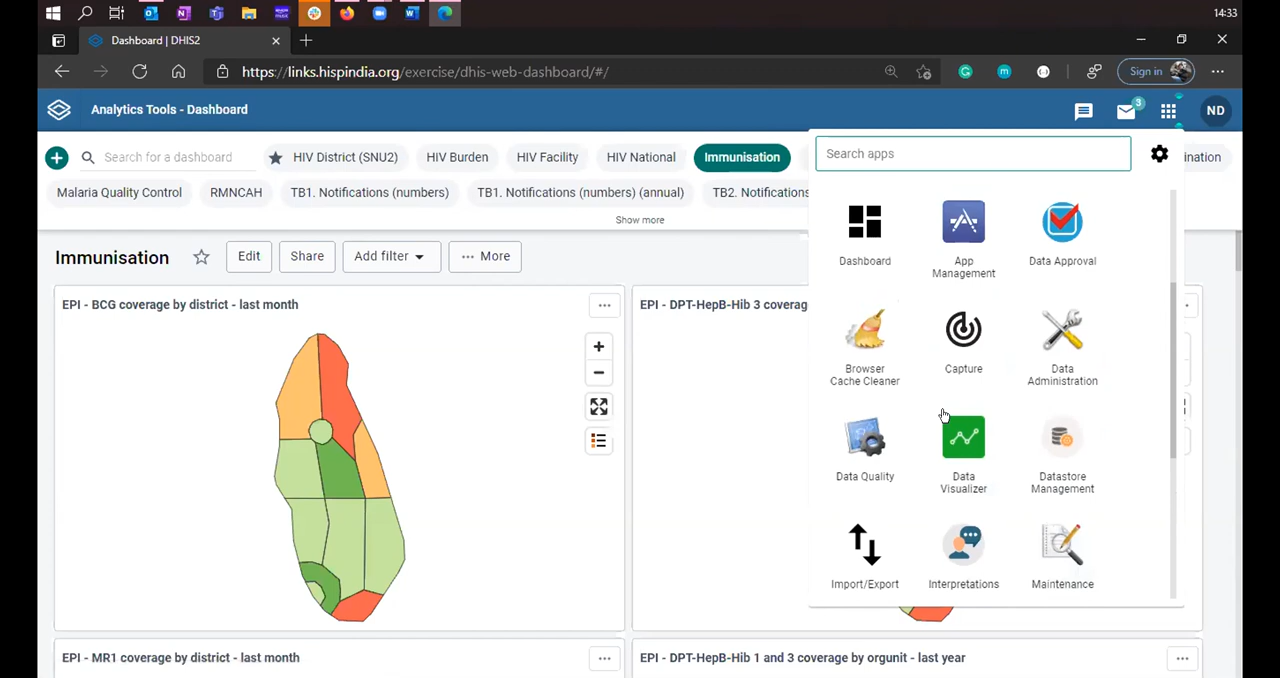 14:33
Dashboard | DHIS2
https://links.hispindia.org/exercise/dhis-web-dashboard/#/
Sign in
Analytics Tools - Dashboard
3
ND
Search for a dashboard
HIV District (SNU2)
HIV Burden
HIV Facility
HIV National
Immunisation
ination
Malaria Quality Control
RMNCAH
TB1. Notifications (numbers)
TB1. Notifications (numbers) (annual)
TB2. Notifications
Show more
Search apps
Dashboard
App Management
Data Approval
Browser Cache Cleaner
Capture
Data Administration
Data Quality
Data Visualizer
Datastore Management
Import/Export
Interpretations
Maintenance
Immunisation
Edit
Share
Add filter
More
EPI - BCG coverage by district - last month
EPI - DPT-HepB-Hib 3 coverag
EPI - MR1 coverage by district - last month
EPI - DPT-HepB-Hib 1 and 3 coverage by orgunit - last year